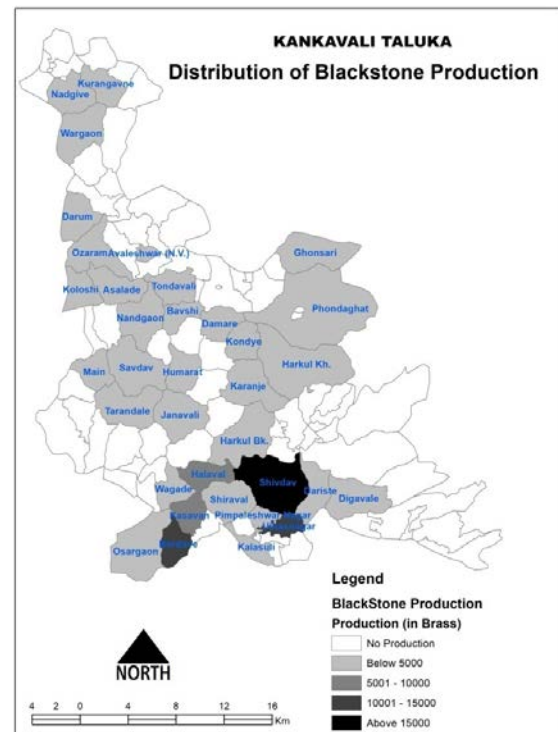 KANKAVALI TALUKA
Distribution of Blackstone Production
Kurangavne
Nadgive
Wargaon
Darum
Ozaram
Avaleshwar (N.V.)
Ghonsari
Koloshi
Asalade
Tondavali
Nandgaon
Bavshi
Phondaghat
Damare
Kondye
Main
Savdav
Humarat
Harkul Kh.
Karanje
Tarandale
Janavali
Harkul Bk.
Halaval
Wagade
Shivdav
Shiraval
Dariste
Digavale
Kasavan
Pimpaleshwar Nagar
Osargaon
Kalasuli
Legend
BlackStone Production
Production (in Brass)
No Production
Below 5000
5001 - 10000
10001 - 15000
Above 15000
NORTH
4 2 0 4 8 12 16
Km